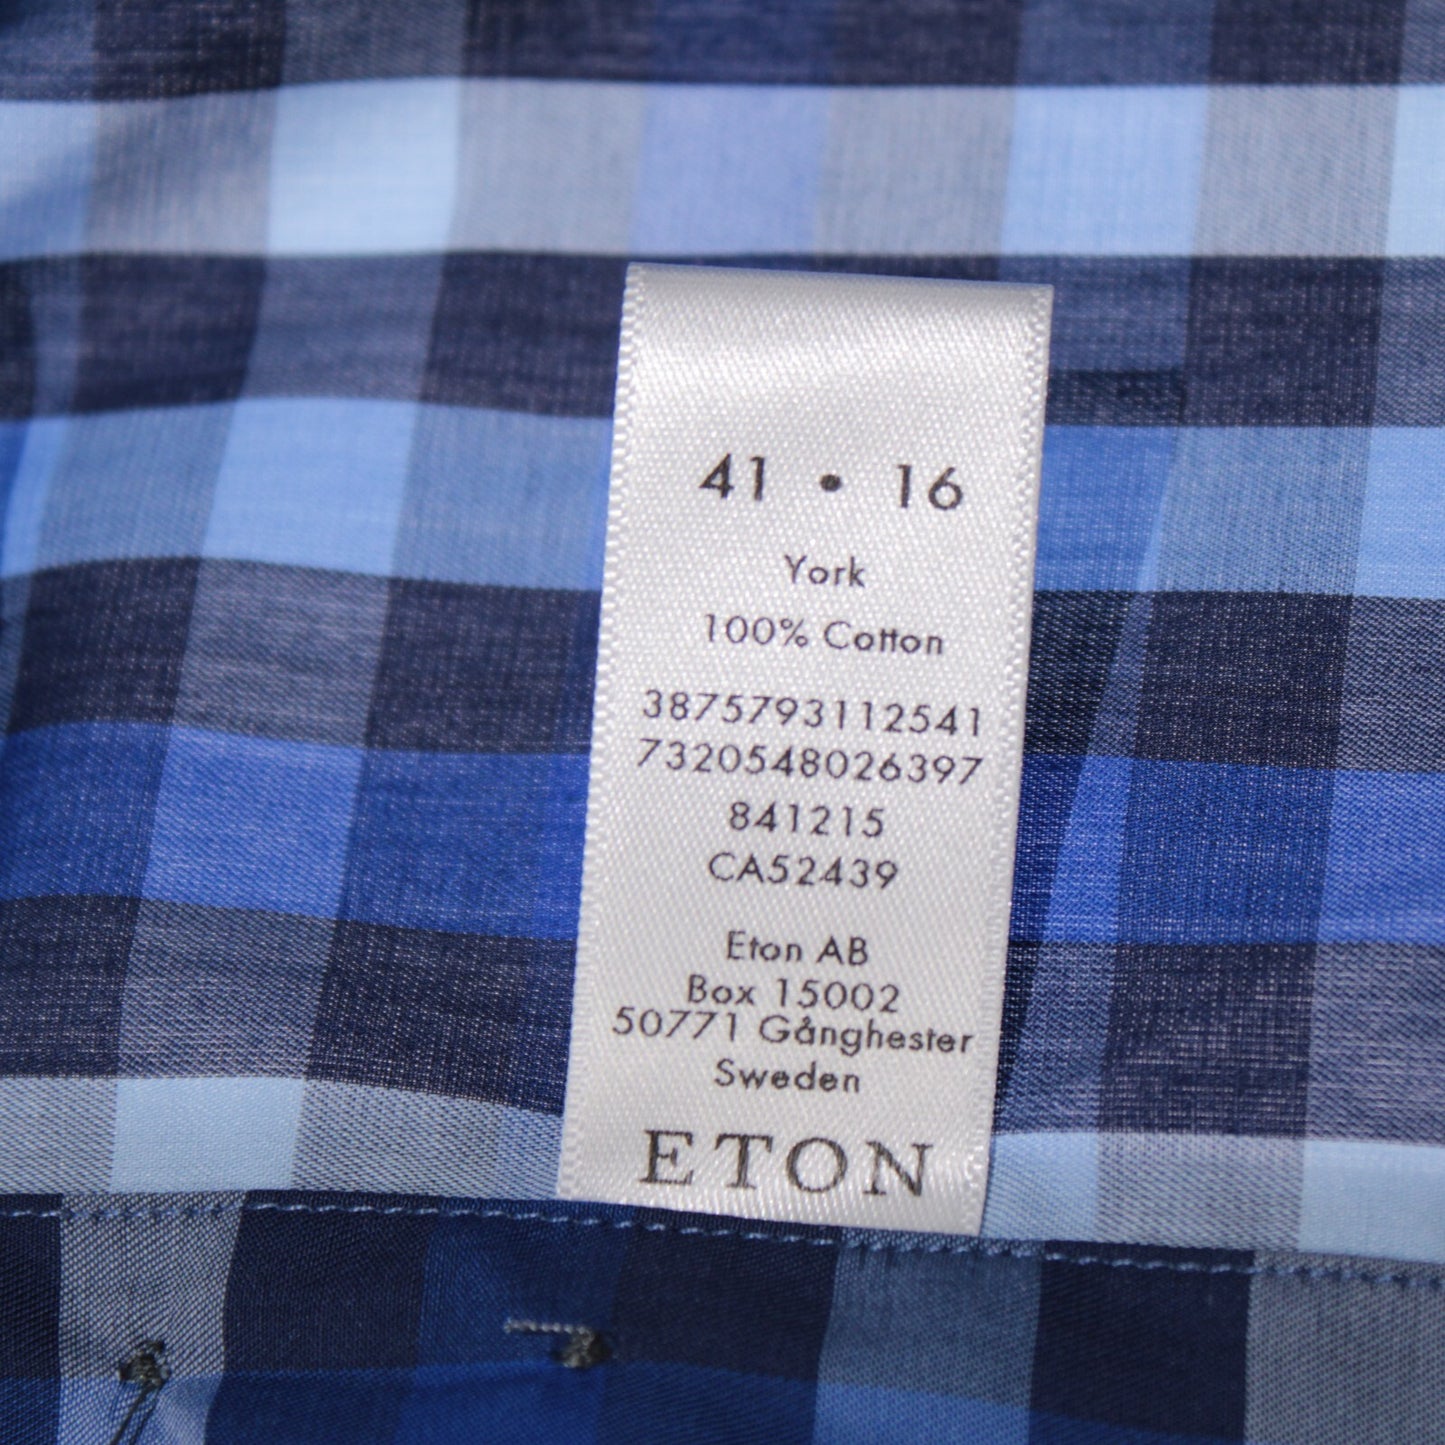 41 • 16
York
100% Cotton
3875793112541
7320548026397
841215
CA52439
Eton AB
Box 15002
50771 Gånghester
Sweden
ETON